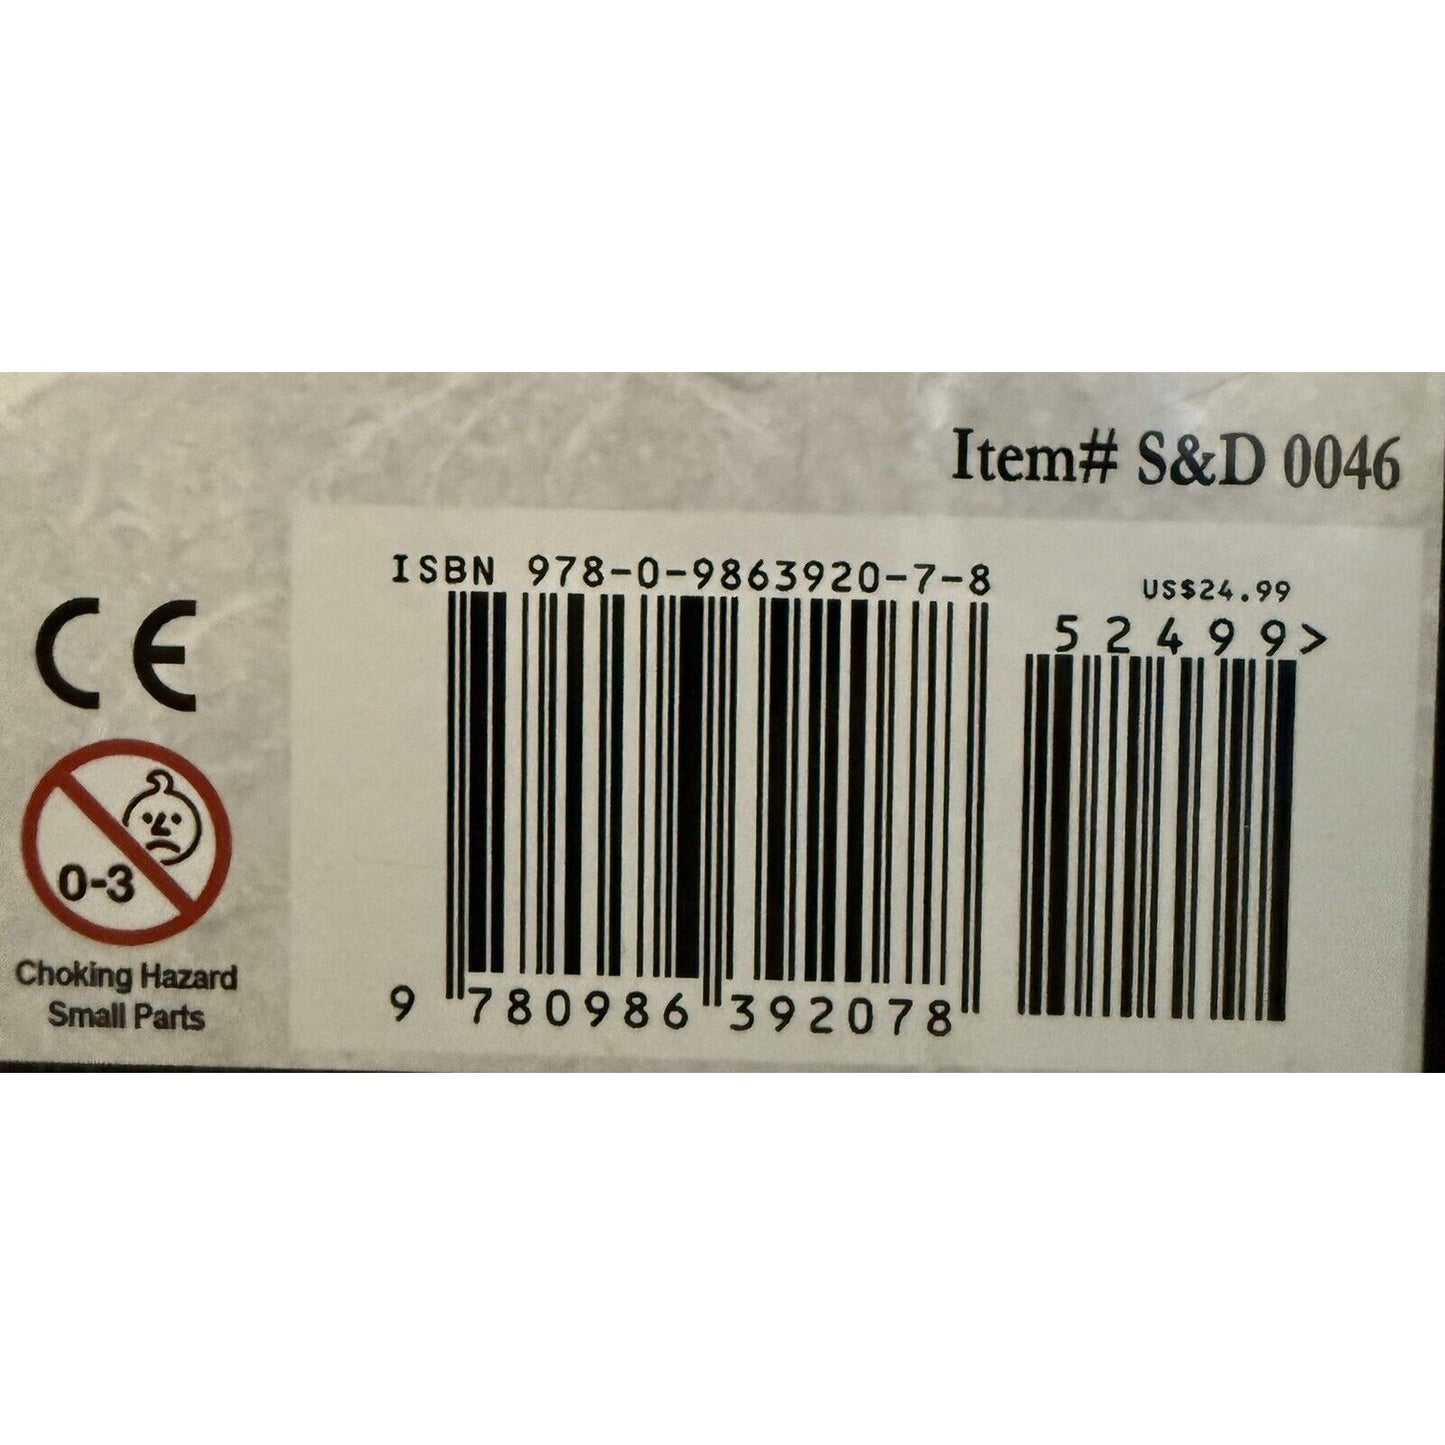 Item# S&D 0046
ISBN 978-0-9863920-7-8
US$24.99
52499>
CE
0-3
Choking Hazard
Small Parts
9 780986 392078